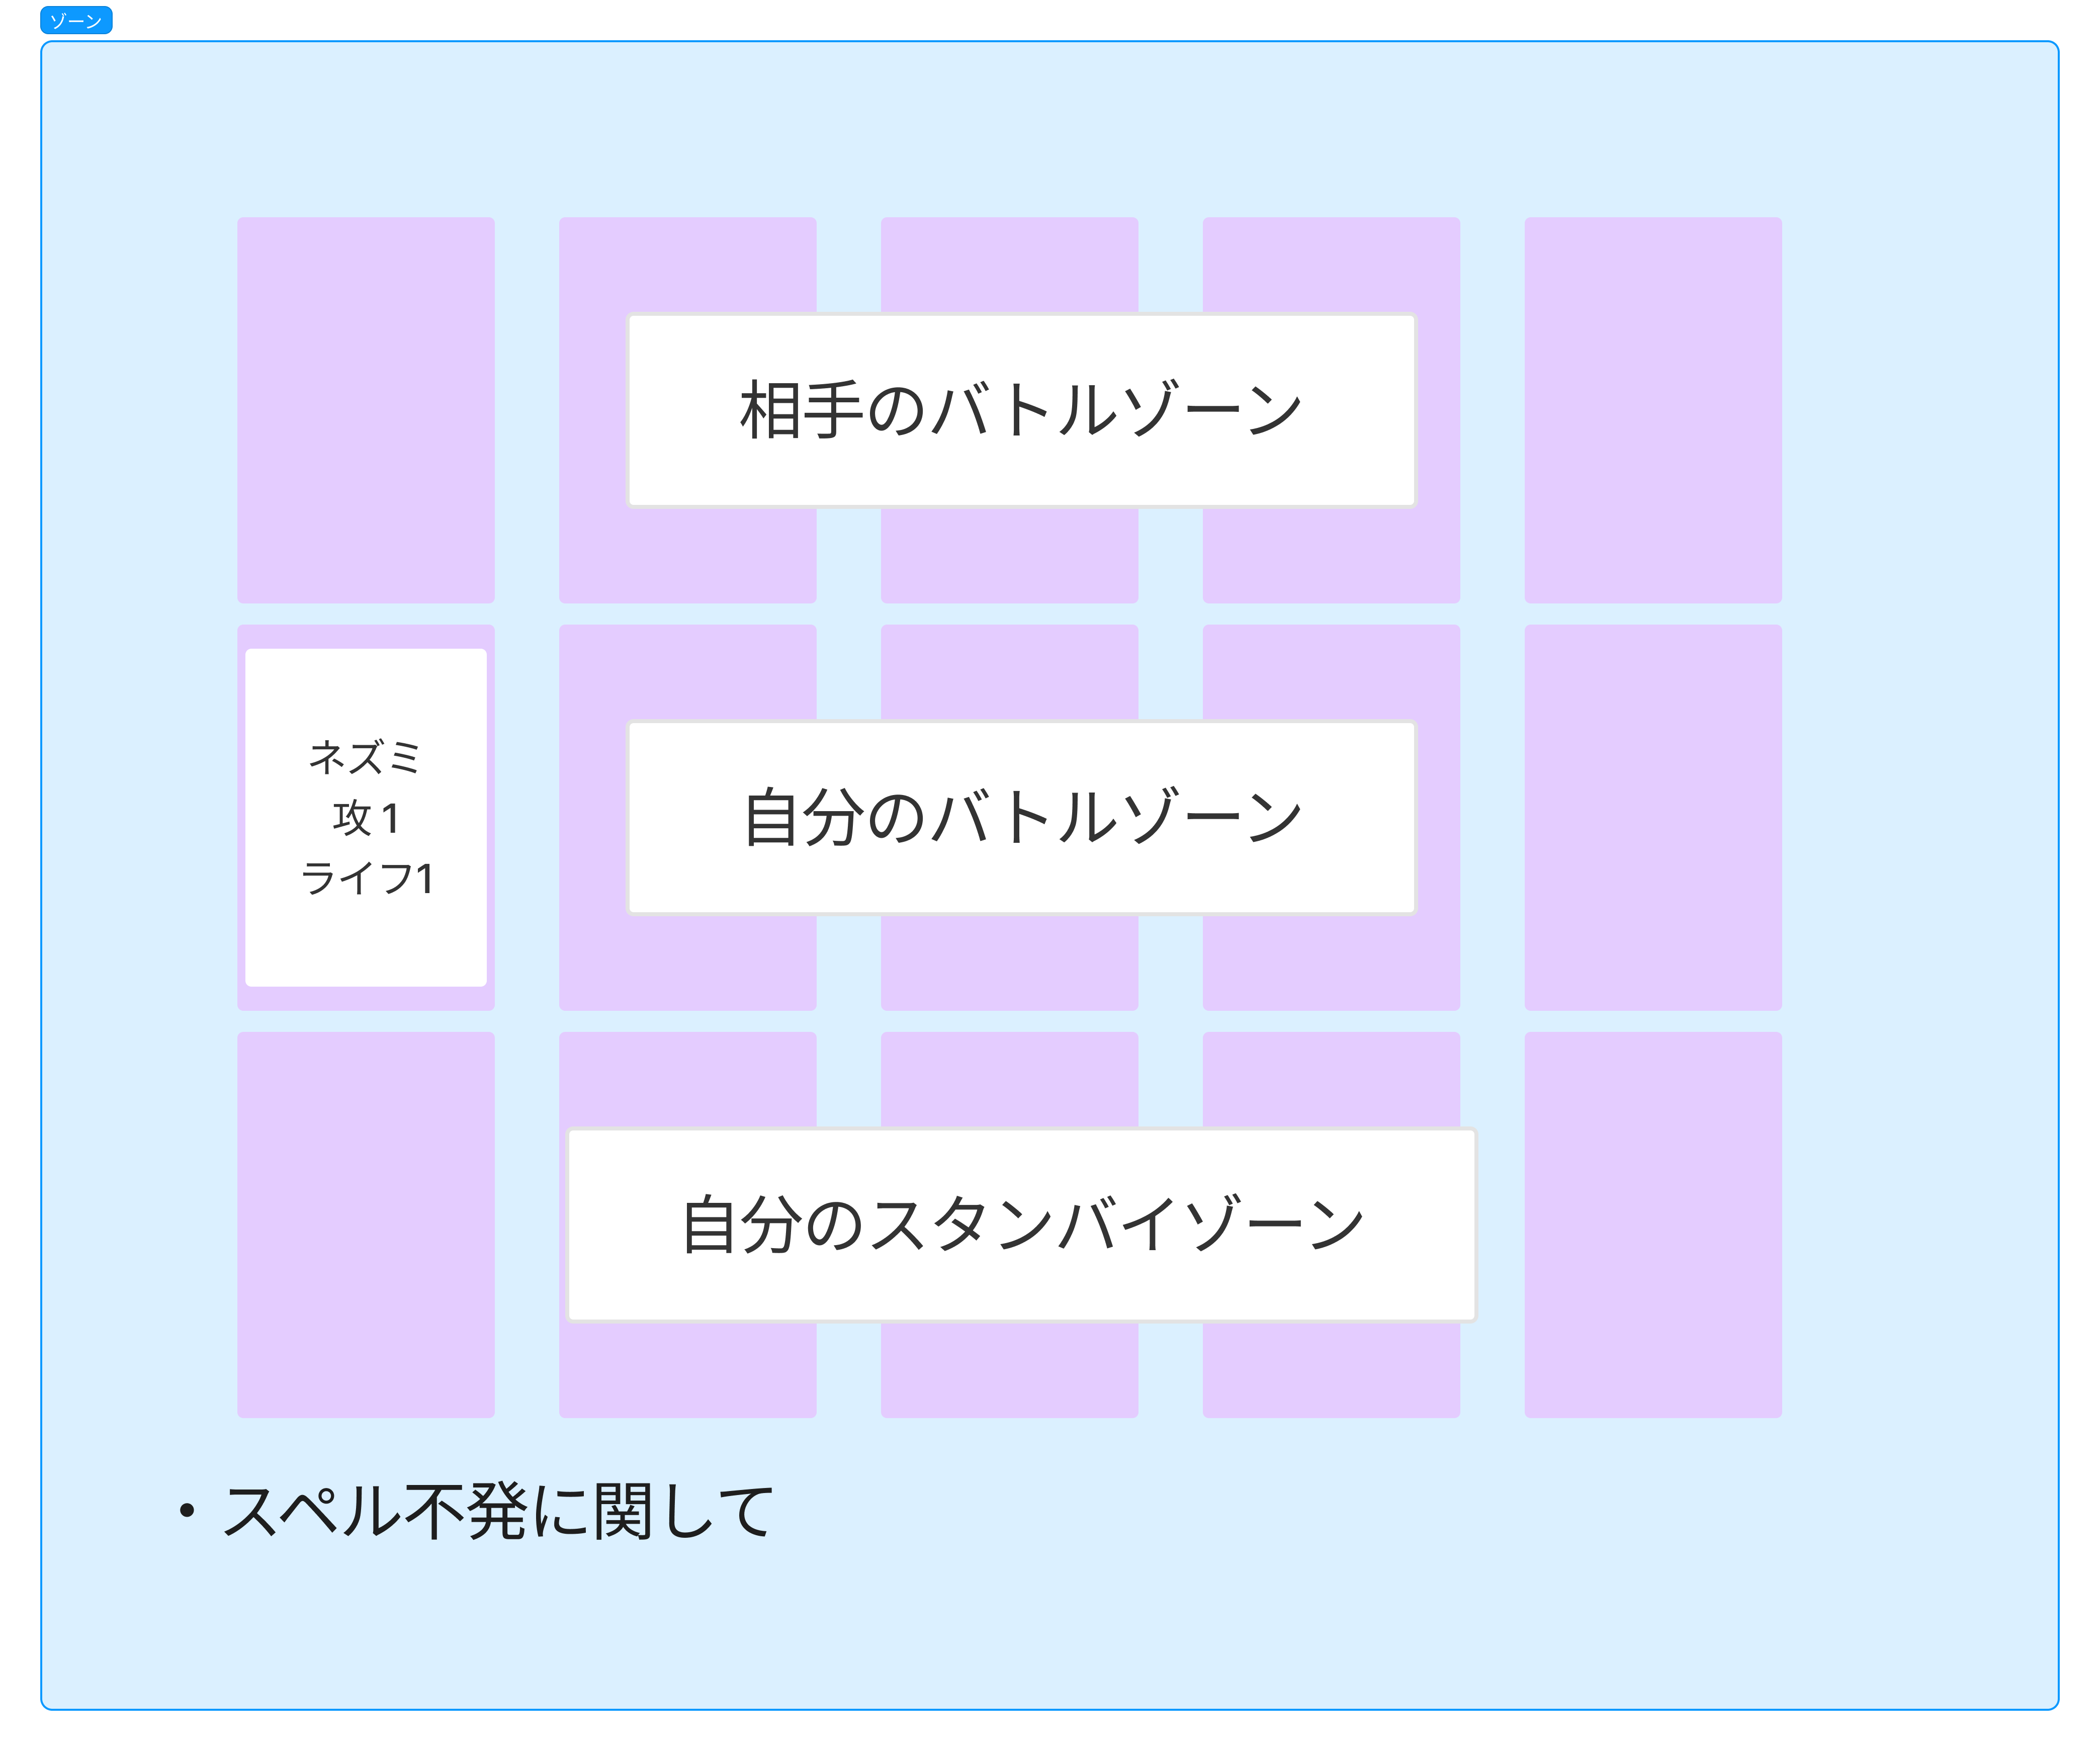 ゾーン
相手のバトルゾーン
ネズミ
攻1
ライフ1
自分のバトルゾーン
自分のスタンバイゾーン
・スペル不発に関して